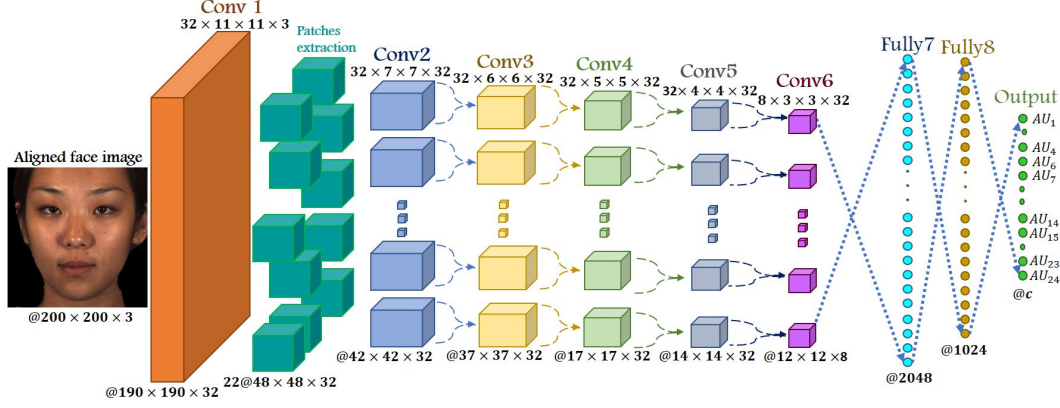 Conv 1
32 × 11 × 11 × 3
Patches
extraction
Conv2
32 × 7 × 7 × 32
Conv3
32 × 6 × 6 × 32
Conv4
32 × 5 × 5 × 32
Conv5
32 × 4 × 4 × 32
Conv6
8 × 3 × 3 × 32
Fully7
Fully8
Output
AU1
AU4
AU6
AU7
AU14
AU15
AU23
AU24
@c
Aligned face image
@200 × 200 × 3
@190 × 190 × 32
22@48 × 48 × 32
@42 × 42 × 32
@37 × 37 × 32
@17 × 17 × 32
@14 × 14 × 32
@12 × 12 × 8
@2048
@1024